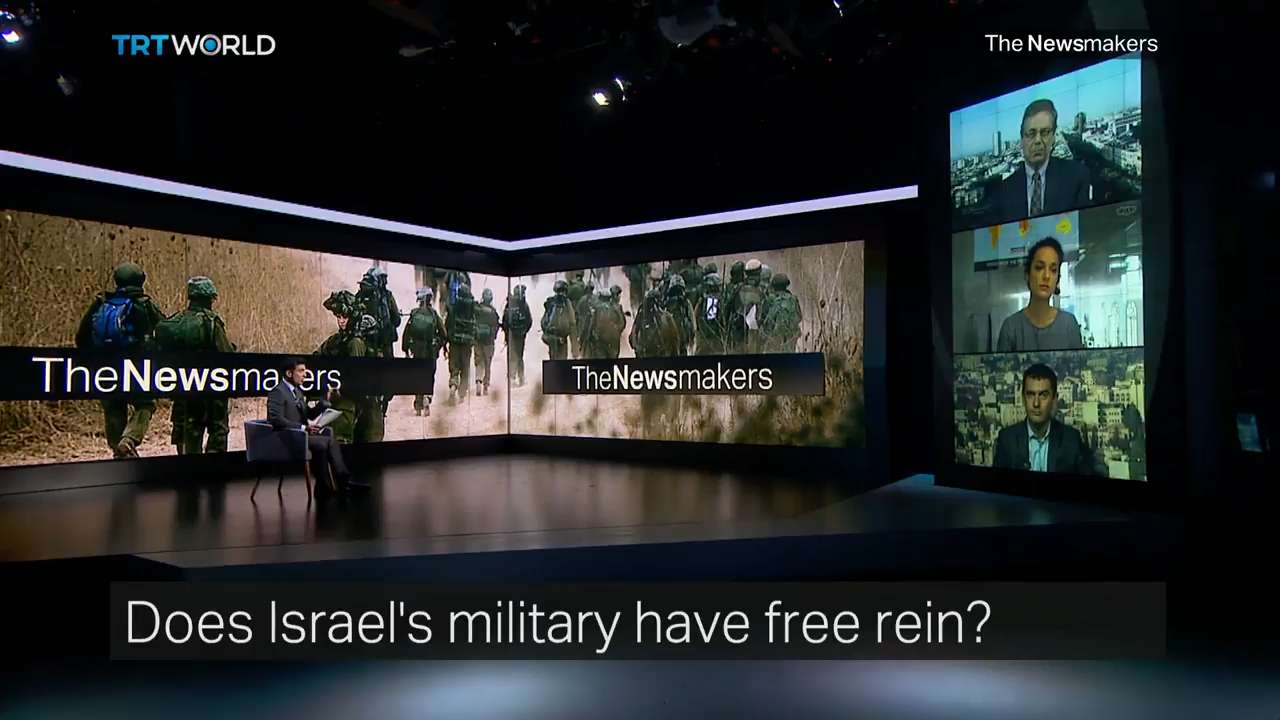 TRTWORLD
The Newsmakers
TheNewsmakers
TheNewsmakers
Does Israel's military have free rein?